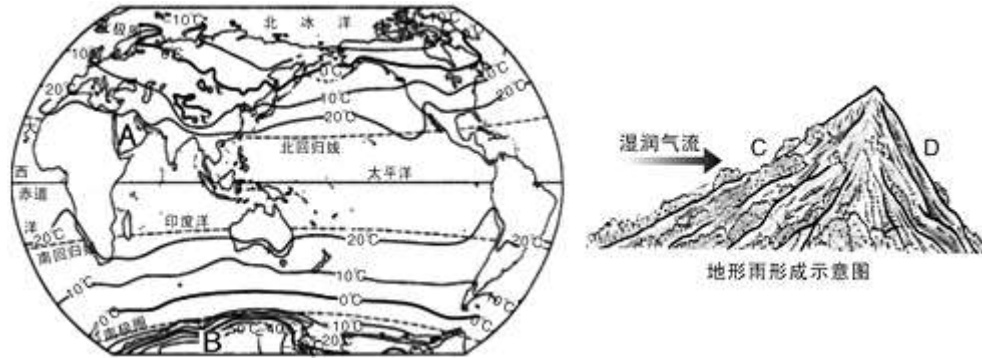 -10℃
北冰洋
极圈
10℃
0℃
0℃
20℃
10℃
20℃
20℃
A
北回归线
西
太平洋
赤道
洋
印度洋
20℃
南回归线
20℃
20℃
10℃
10℃
0℃
0℃
南极圈
-10℃
-20℃
B
湿润气流
C
D
地形雨形成示意图